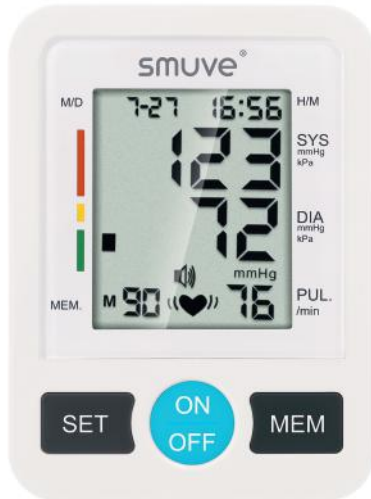 smuve®
M/D 7-27 16:56 H/M
123 SYS
mmHg
kPa
72 DIA
mmHg
kPa
mmHg
MEM. M 90 76 PUL.
/min
SET ON OFF MEM